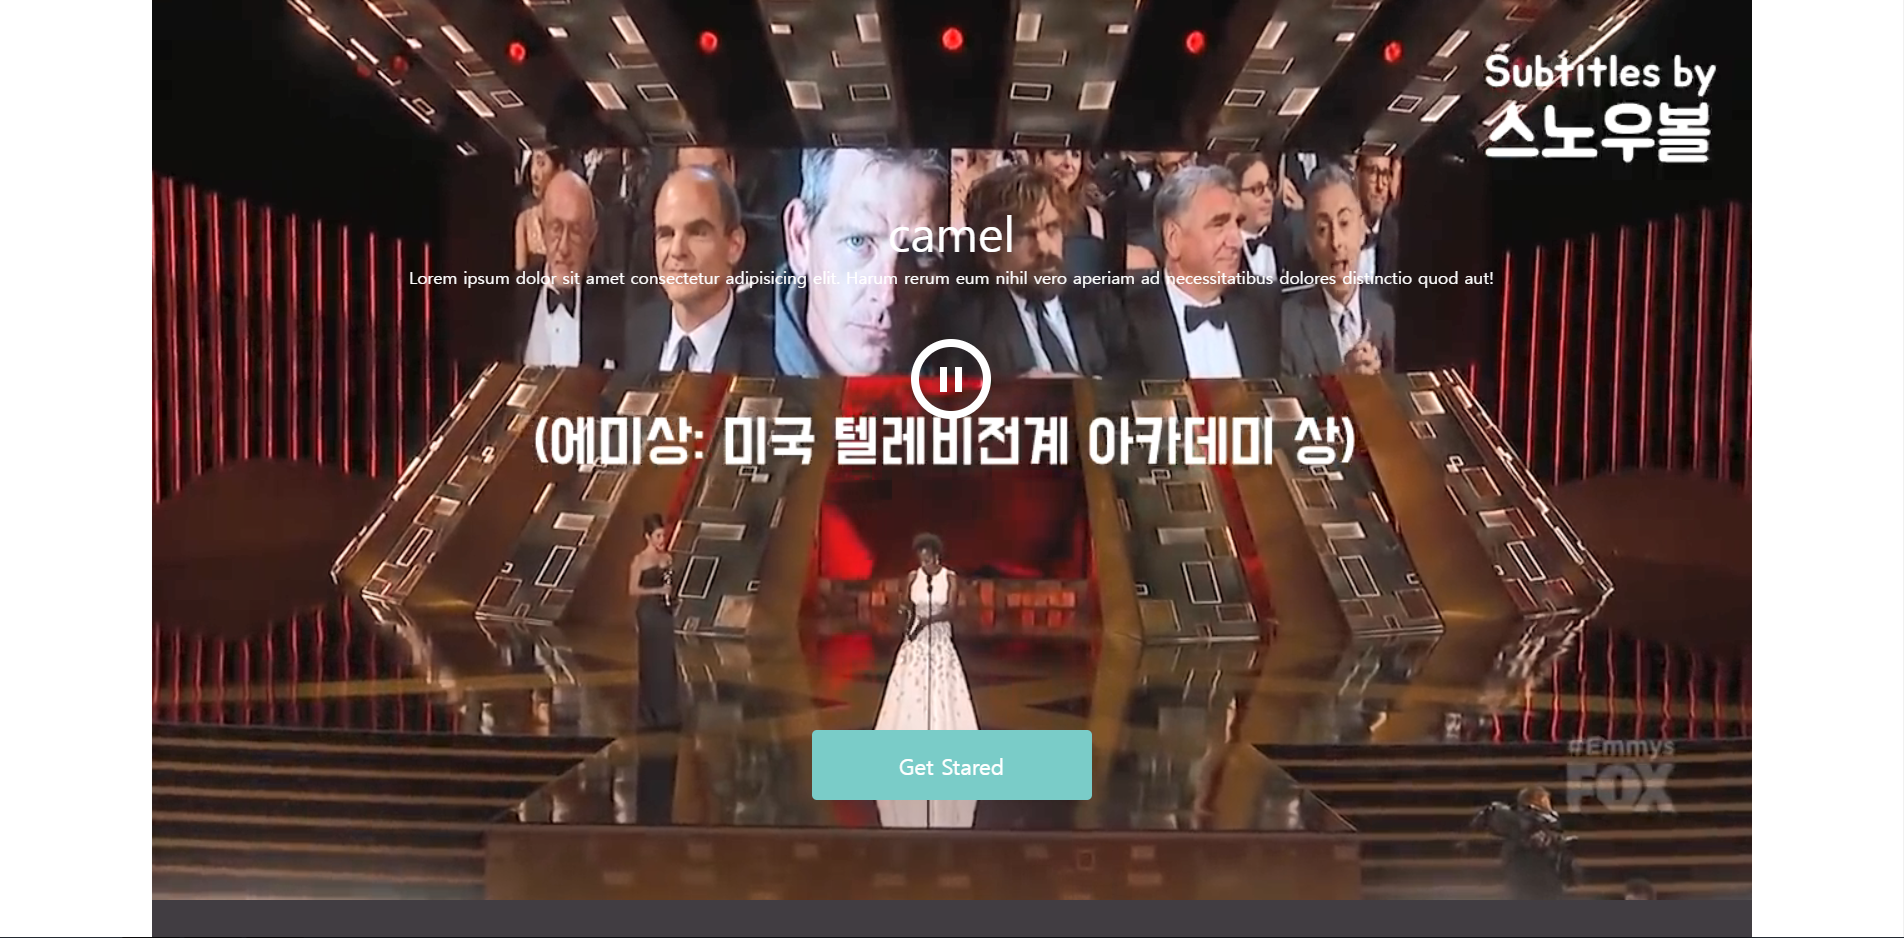 Subtitles by
스노우볼
camel
Lorem ipsum dolor sit amet consectetur adipisicing elit. Harum rerum eum nihil vero aperiam ad necessitatibus dolores distinctio quod aut!
(에미상: 미국 텔레비전계 아카데미 상)
#Emmys
FOX
Get Stared